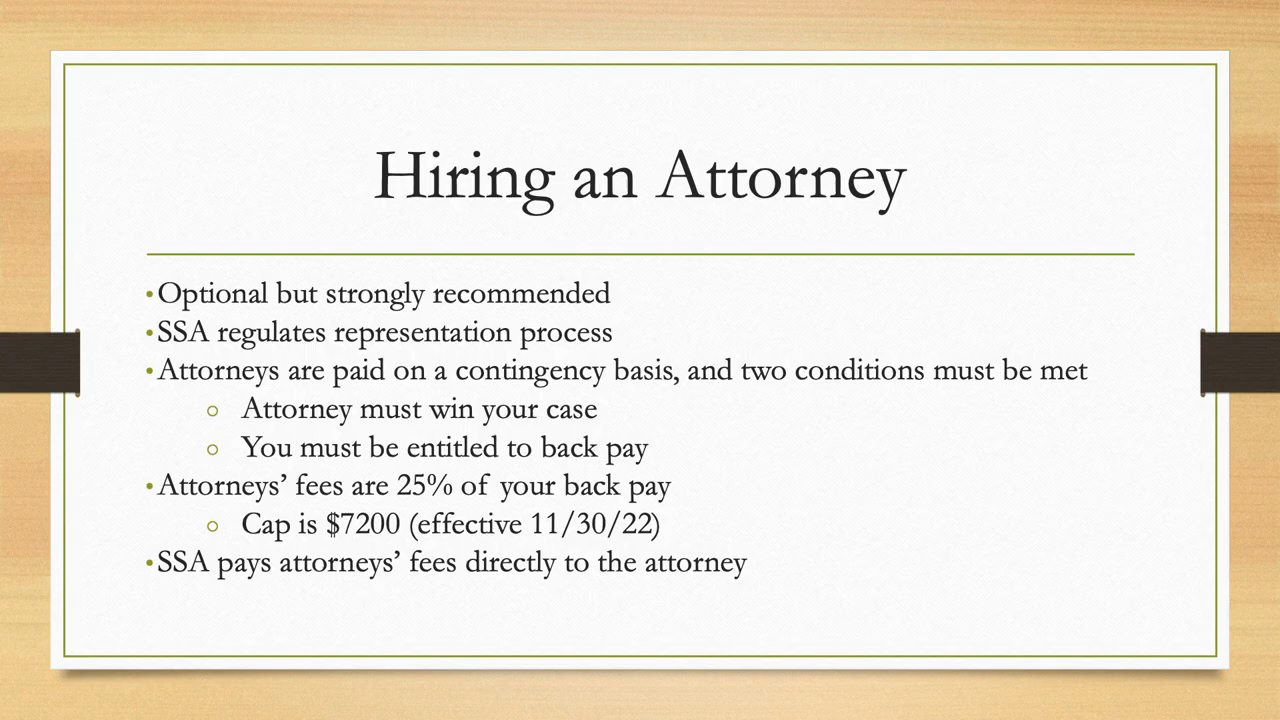 Hiring an Attorney
•Optional but strongly recommended
•SSA regulates representation process
•Attorneys are paid on a contingency basis, and two conditions must be met
○ Attorney must win your case
○ You must be entitled to back pay
•Attorneys’ fees are 25% of your back pay
○ Cap is $7200 (effective 11/30/22)
•SSA pays attorneys’ fees directly to the attorney